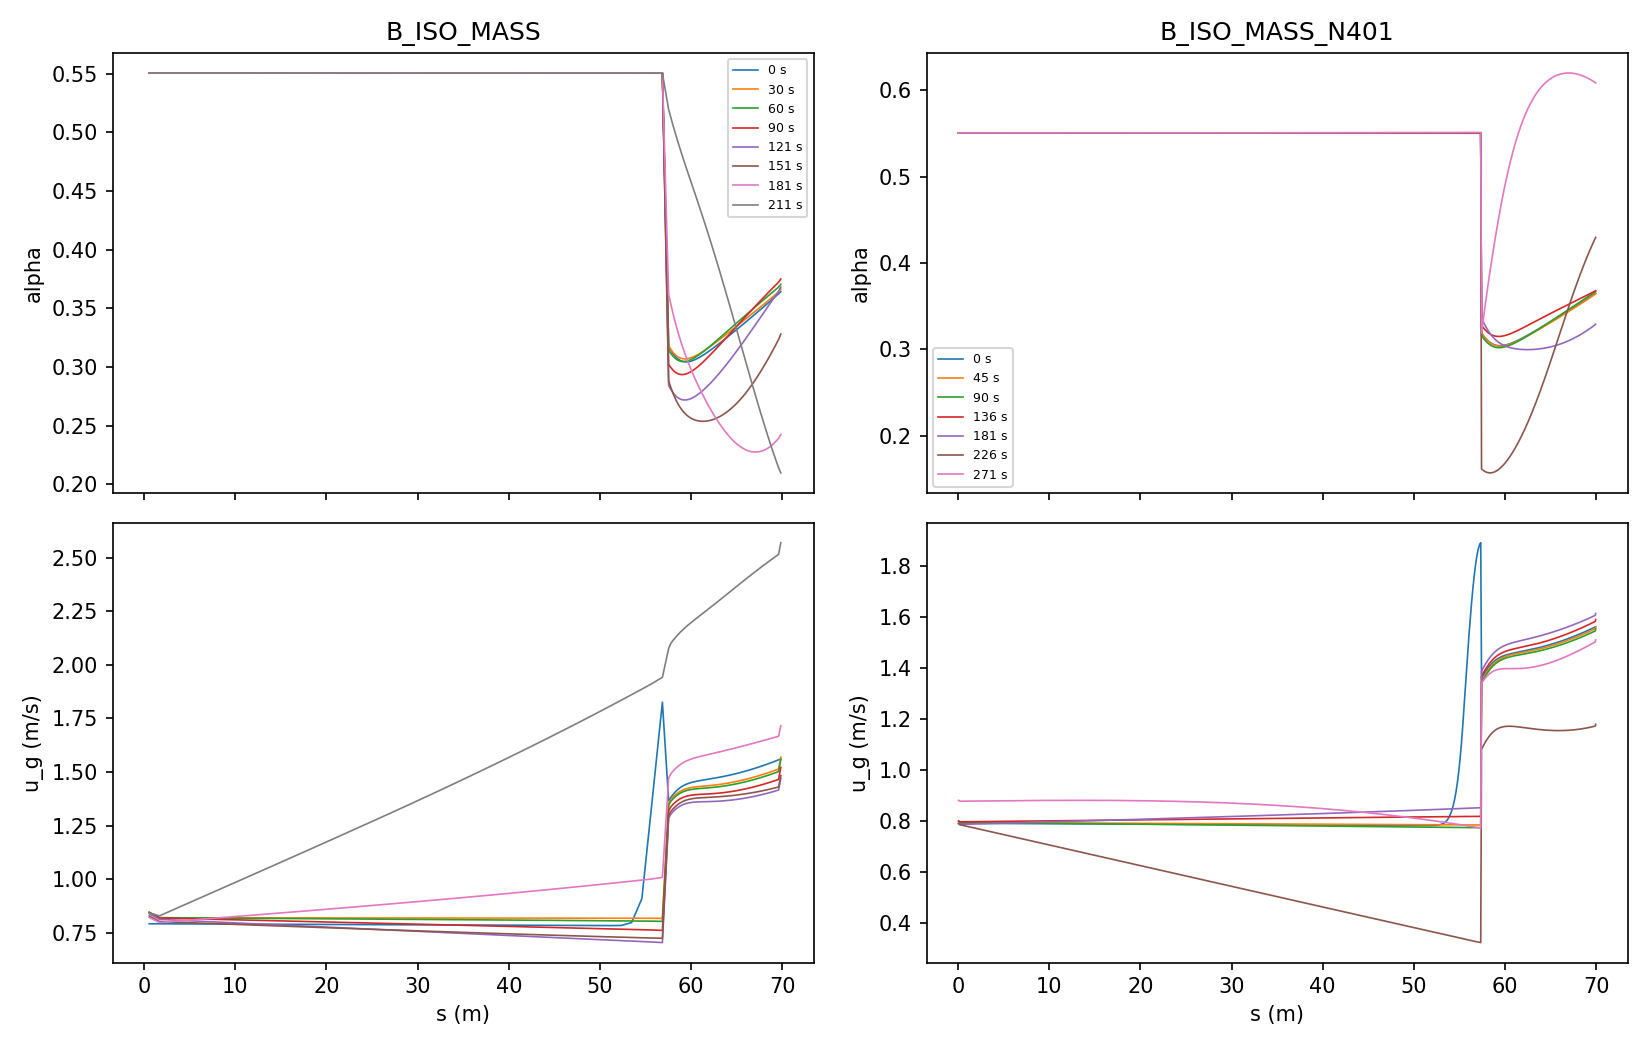 B_ISO_MASS
0.55
0.50
0.45
0.40
0.35
0.30
0.25
0.20
alpha
0 s
30 s
60 s
90 s
121 s
151 s
181 s
211 s
B_ISO_MASS_N401
0.6
0.5
0.4
0.3
0.2
alpha
0 s
45 s
90 s
136 s
181 s
226 s
271 s
2.50
2.25
2.00
1.75
1.50
1.25
1.00
0.75
u_g (m/s)
0 10 20 30 40 50 60 70
s (m)
1.8
1.6
1.4
1.2
1.0
0.8
0.6
0.4
u_g (m/s)
0 10 20 30 40 50 60 70
s (m)